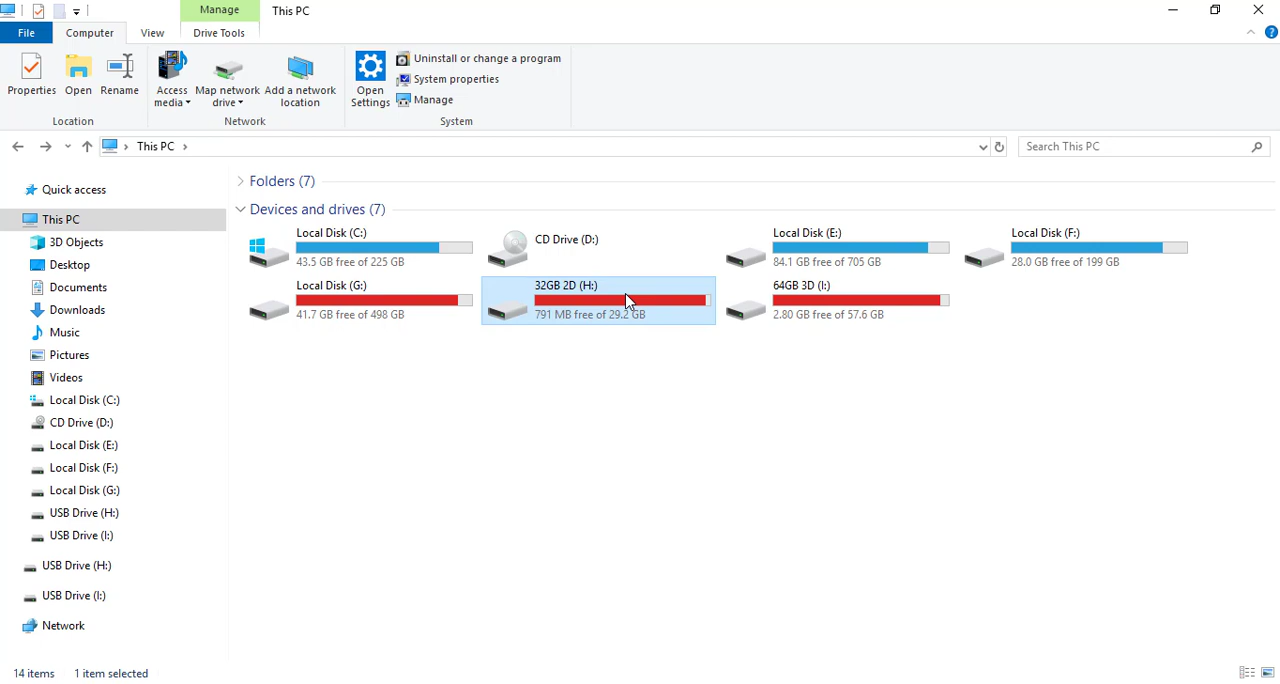 Manage
This PC
File
Computer
View
Drive Tools
Properties
Open
Rename
Access media
Map network drive
Add a network location
Open Settings
Uninstall or change a program
System properties
Manage
Location
Network
System
This PC
Search This PC
Quick access
This PC
3D Objects
Desktop
Documents
Downloads
Music
Pictures
Videos
Local Disk (C:)
CD Drive (D:)
Local Disk (E:)
Local Disk (F:)
Local Disk (G:)
USB Drive (H:)
USB Drive (I:)
USB Drive (H:)
USB Drive (I:)
Network
Folders (7)
Devices and drives (7)
Local Disk (C:)
43.5 GB free of 225 GB
CD Drive (D:)
Local Disk (E:)
84.1 GB free of 705 GB
Local Disk (F:)
28.0 GB free of 199 GB
Local Disk (G:)
41.7 GB free of 498 GB
32GB 2D (H:)
791 MB free of 29.2 GB
64GB 3D (I:)
2.80 GB free of 57.6 GB
14 items
1 item selected